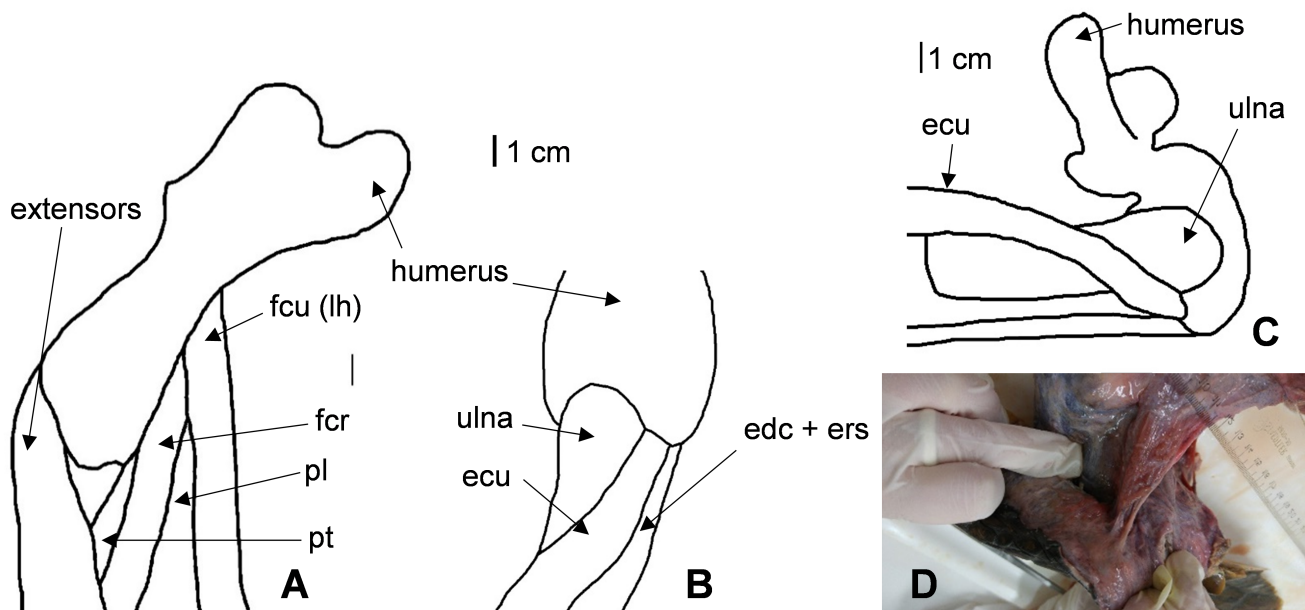 humerus
1 cm
ulna
ecu
1 cm
extensors
humerus
fcu (lh)
C
fcr
ulna
edc + ers
pl
ecu
pt
A
B
D